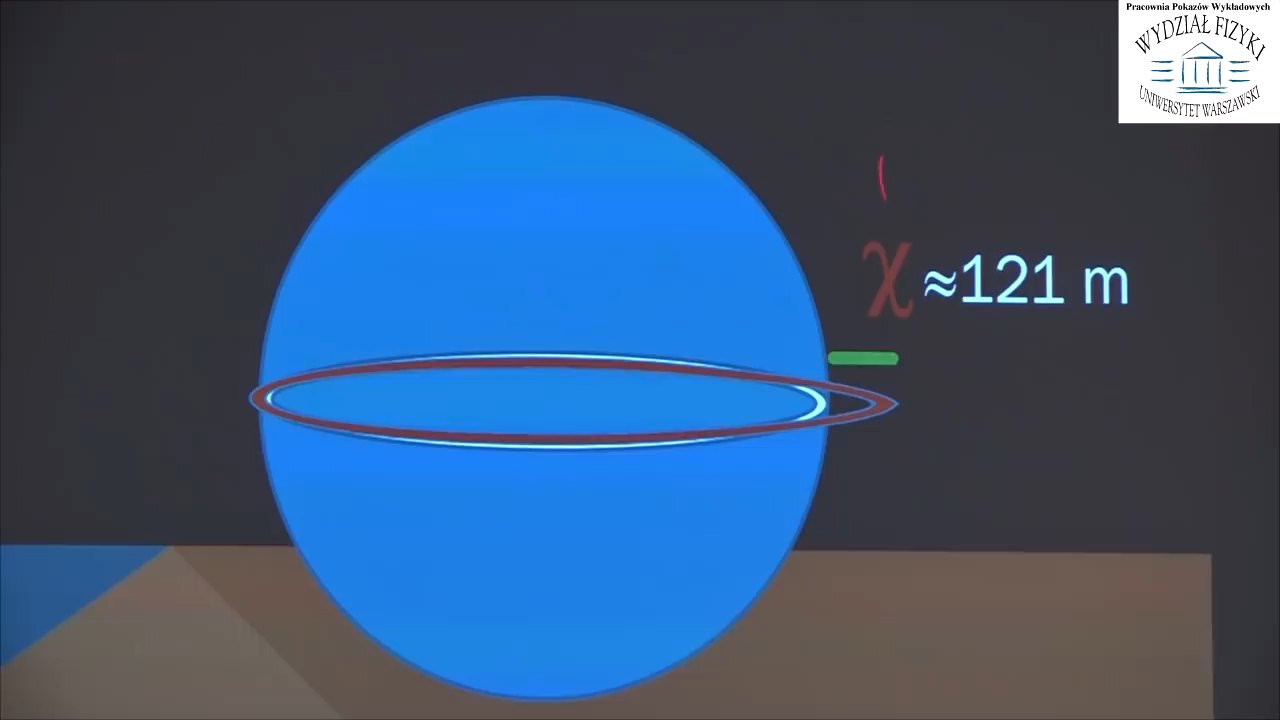 Pracownia Pokazów Wykładowych
WYDZIAŁ FIZYKI
UNIWERSYTET WARSZAWSKI
χ ≈121 m